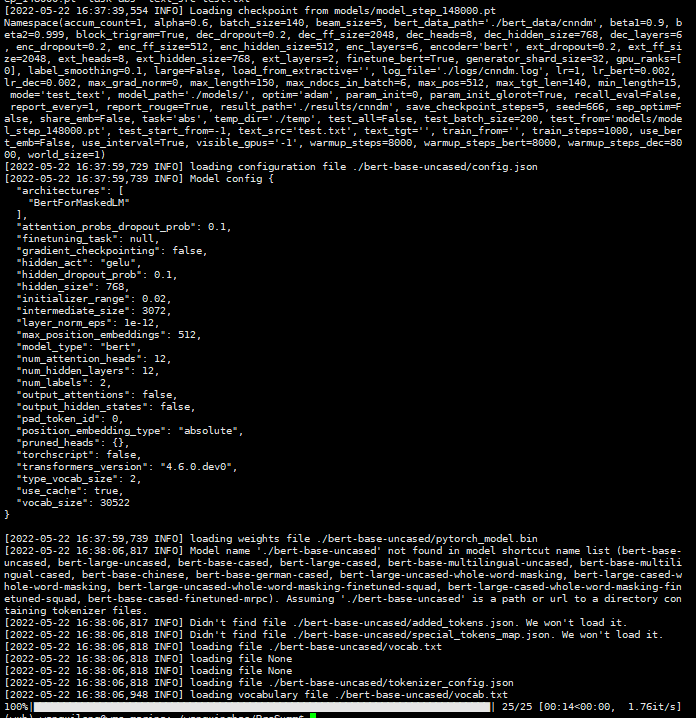 [2022-05-22 16:37:39,554 INFO] Loading checkpoint from models/model_step_148000.pt
Namespace(accum_count=1, alpha=0.6, batch_size=140, beam_size=5, bert_data_path='./bert_data/cnndm', beta1=0.9, b
eta2=0.999, block_trigram=True, dec_dropout=0.2, dec_ff_size=2048, dec_heads=8, dec_hidden_size=768, dec_layers=6
, enc_dropout=0.2, enc_ff_size=512, enc_hidden_size=512, enc_layers=6, encoder='bert', ext_dropout=0.2, ext_ff_si
ze=2048, ext_heads=8, ext_hidden_size=768, ext_layers=2, finetune_bert=True, generator_shard_size=32, gpu_ranks=[
0], label_smoothing=0.1, large=False, load_from_extractive='', log_file='./logs/cnndm.log', lr=1, lr_bert=0.002,
lr_dec=0.002, max_grad_norm=0, max_length=150, max_ndocs_in_batch=6, max_pos=512, max_tgt_len=140, min_length=15,
 mode='test_text', model_path='./models/', optim='adam', param_init=0, param_init_glorot=True, recall_eval=False,
 report_every=1, report_rouge=True, result_path='./results/cnndm', save_checkpoint_steps=5, seed=666, sep_optim=F
alse, share_emb=False, task='abs', temp_dir='./temp', test_all=False, test_batch_size=200, test_from='models/mode
l_step_148000.pt', test_start_from=-1, text_src='test.txt', text_tgt='', train_from='', train_steps=1000, use_ber
t_emb=False, use_interval=True, visible_gpus='-1', warmup_steps=8000, warmup_steps_bert=8000, warmup_steps_dec=80
00, world_size=1)
[2022-05-22 16:37:59,729 INFO] loading configuration file ./bert-base-uncased/config.json
[2022-05-22 16:37:59,739 INFO] Model config {
  "architectures": [
    "BertForMaskedLM"
  ],
  "attention_probs_dropout_prob": 0.1,
  "finetuning_task": null,
  "gradient_checkpointing": false,
  "hidden_act": "gelu",
  "hidden_dropout_prob": 0.1,
  "hidden_size": 768,
  "initializer_range": 0.02,
  "intermediate_size": 3072,
  "layer_norm_eps": 1e-12,
  "max_position_embeddings": 512,
  "model_type": "bert",
  "num_attention_heads": 12,
  "num_hidden_layers": 12,
  "num_labels": 2,
  "output_attentions": false,
  "output_hidden_states": false,
  "pad_token_id": 0,
  "position_embedding_type": "absolute",
  "pruned_heads": {},
  "torchscript": false,
  "transformers_version": "4.6.0.dev0",
  "type_vocab_size": 2,
  "use_cache": true,
  "vocab_size": 30522
}
[2022-05-22 16:37:59,739 INFO] loading weights file ./bert-base-uncased/pytorch_model.bin
[2022-05-22 16:38:06,817 INFO] Model name './bert-base-uncased' not found in model shortcut name list (bert-base-
uncased, bert-large-uncased, bert-base-cased, bert-large-cased, bert-base-multilingual-uncased, bert-base-multili
ngual-cased, bert-base-chinese, bert-base-german-cased, bert-large-uncased-whole-word-masking, bert-large-cased-w
hole-word-masking, bert-large-uncased-whole-word-masking-finetuned-squad, bert-large-cased-whole-word-masking-fin
etuned-squad, bert-base-cased-finetuned-mrpc). Assuming './bert-base-uncased' is a path or url to a directory con
taining tokenizer files.
[2022-05-22 16:38:06,817 INFO] Didn't find file ./bert-base-uncased/added_tokens.json. We won't load it.
[2022-05-22 16:38:06,818 INFO] Didn't find file ./bert-base-uncased/special_tokens_map.json. We won't load it.
[2022-05-22 16:38:06,818 INFO] loading file ./bert-base-uncased/vocab.txt
[2022-05-22 16:38:06,818 INFO] loading file None
[2022-05-22 16:38:06,818 INFO] loading file None
[2022-05-22 16:38:06,818 INFO] loading file ./bert-base-uncased/tokenizer_config.json
[2022-05-22 16:38:06,948 INFO] loading vocabulary file ./bert-base-uncased/vocab.txt
100%| | 25/25 [00:14<00:00,  1.76it/s]